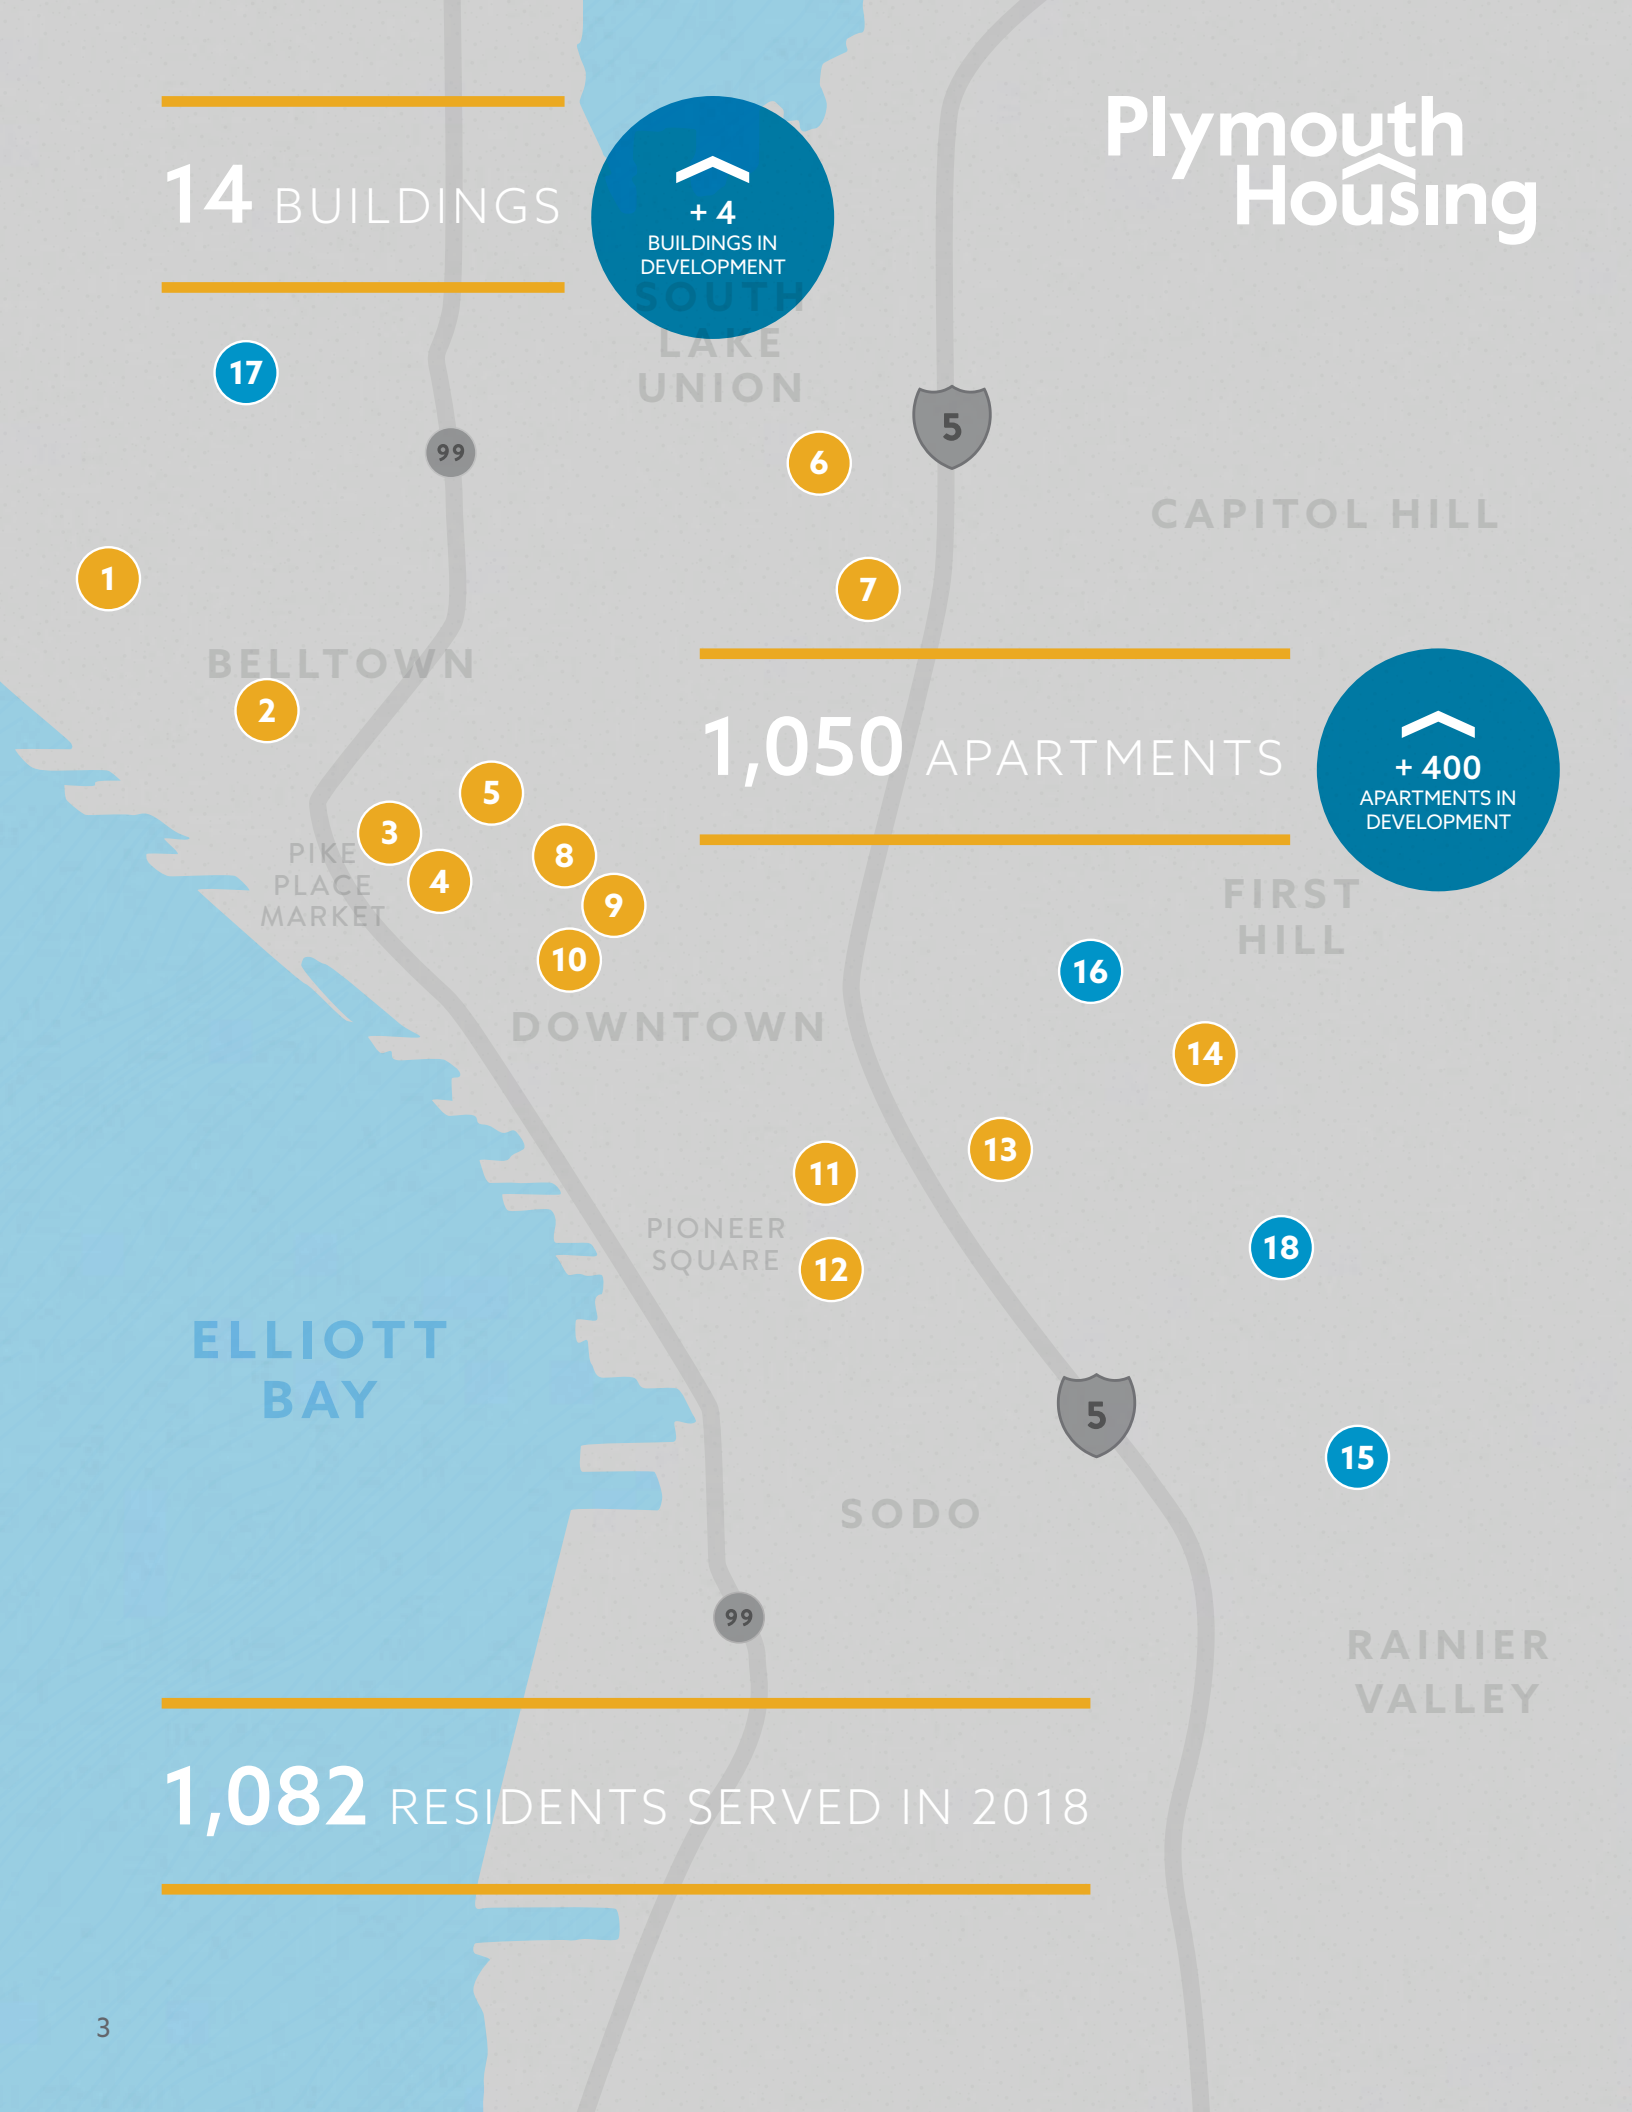 Plymouth
Housing
14 BUILDINGS
+ 4
BUILDINGS IN
DEVELOPMENT
SOUTH
LAKE
UNION
17
99
5
6
CAPITOL HILL
1
7
BELLTOWN
2
1,050 APARTMENTS
+ 400
APARTMENTS IN
DEVELOPMENT
5
3
8
4
PIKE
PLACE
MARKET
9
10
FIRST
HILL
16
DOWNTOWN
14
13
11
PIONEER
SQUARE
12
18
ELLIOTT
BAY
5
15
SODO
99
RAINIER
VALLEY
1,082 RESIDENTS SERVED IN 2018
3